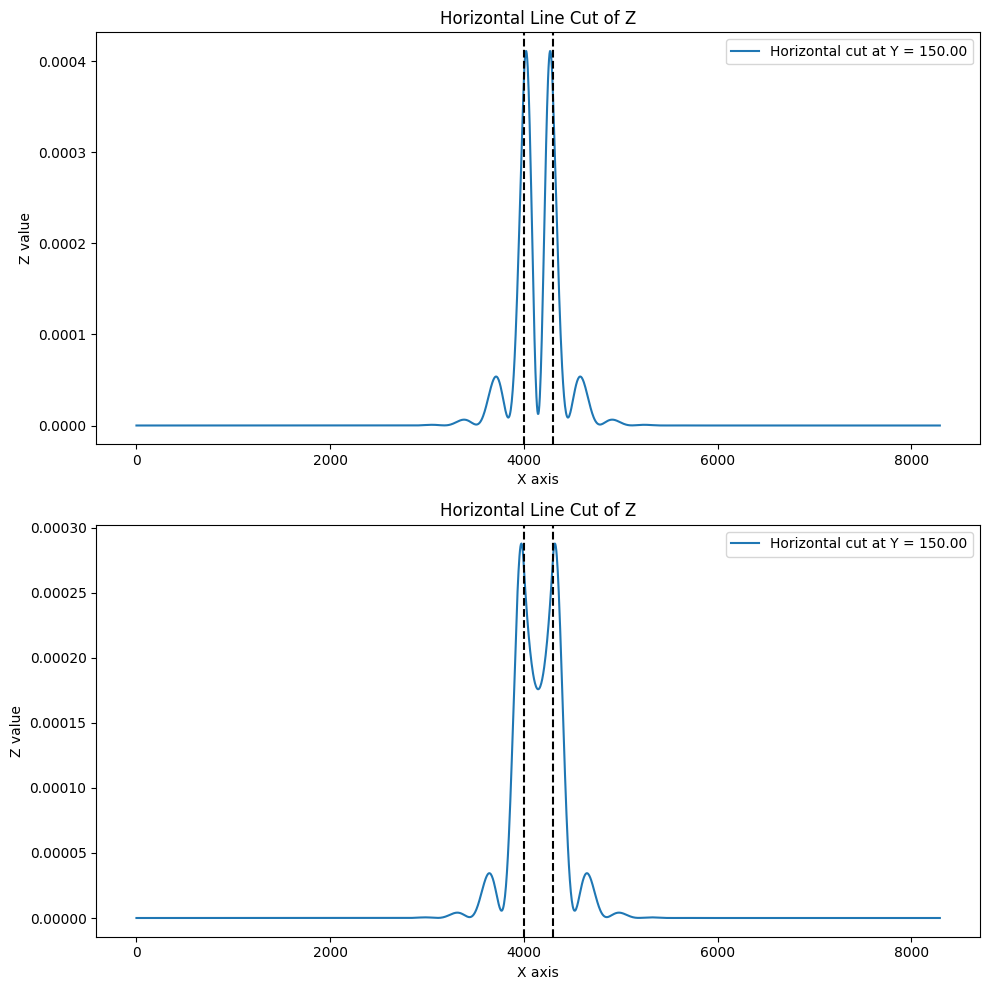 Horizontal Line Cut of Z
Horizontal cut at Y = 150.00
0.0004
0.0003
0.0002
0.0001
0.0000
Z value
0 2000 4000 6000 8000
X axis
Horizontal Line Cut of Z
Horizontal cut at Y = 150.00
0.00030
0.00025
0.00020
0.00015
0.00010
0.00005
0.00000
Z value
0 2000 4000 6000 8000
X axis